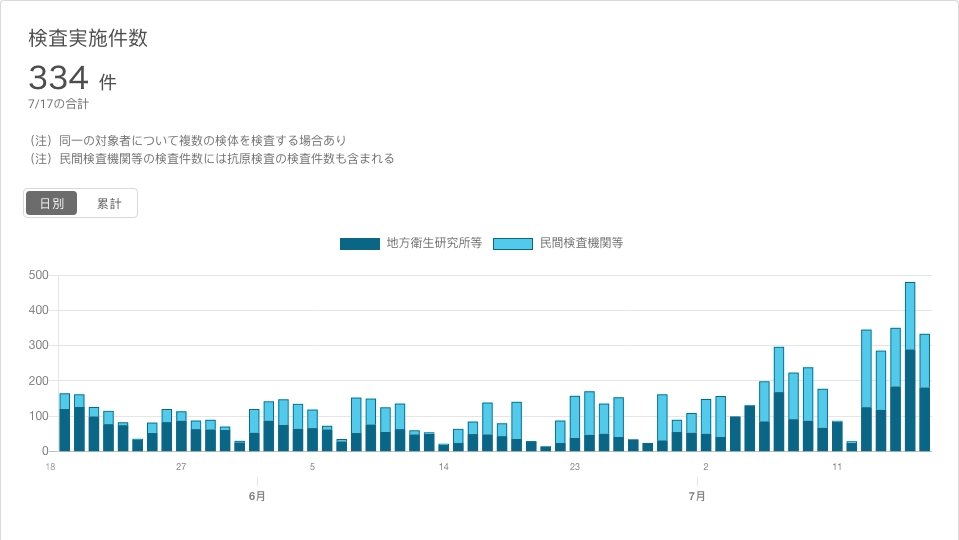 検査実施件数
334 件
7/17の合計
（注）同一の対象者について複数の検体を検査する場合あり
（注）民間検査機関等の検査件数には抗原検査の検査件数も含まれる
日別 累計
地方衛生研究所等 民間検査機関等
500
400
300
200
100
0
18 27 5 14 23 2 11
6月 7月